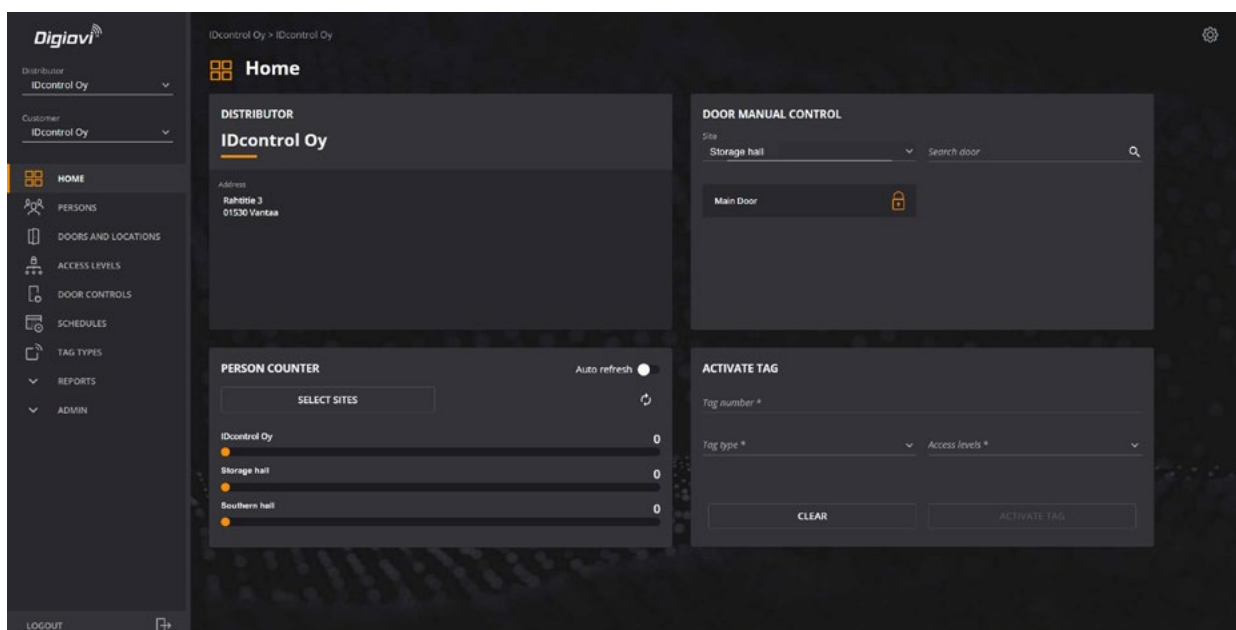 Digiovi
Distributor
IDcontrol Oy
Customer
IDcontrol Oy
HOME
PERSONS
DOORS AND LOCATIONS
ACCESS LEVELS
DOOR CONTROLS
SCHEDULES
TAG TYPES
REPORTS
ADMIN
LOGOUT
IDcontrol Oy > IDcontrol Oy
Home
DISTRIBUTOR
IDcontrol Oy
Address
Rahtitie 3
01530 Vantaa
DOOR MANUAL CONTROL
Site
Storage hall Search door
Main Door
PERSON COUNTER Auto refresh
SELECT SITES
IDcontrol Oy 0
Storage hall 0
Southern hall 0
ACTIVATE TAG
Tag number *
Tag type * Access levels *
CLEAR ACTIVATE TAG